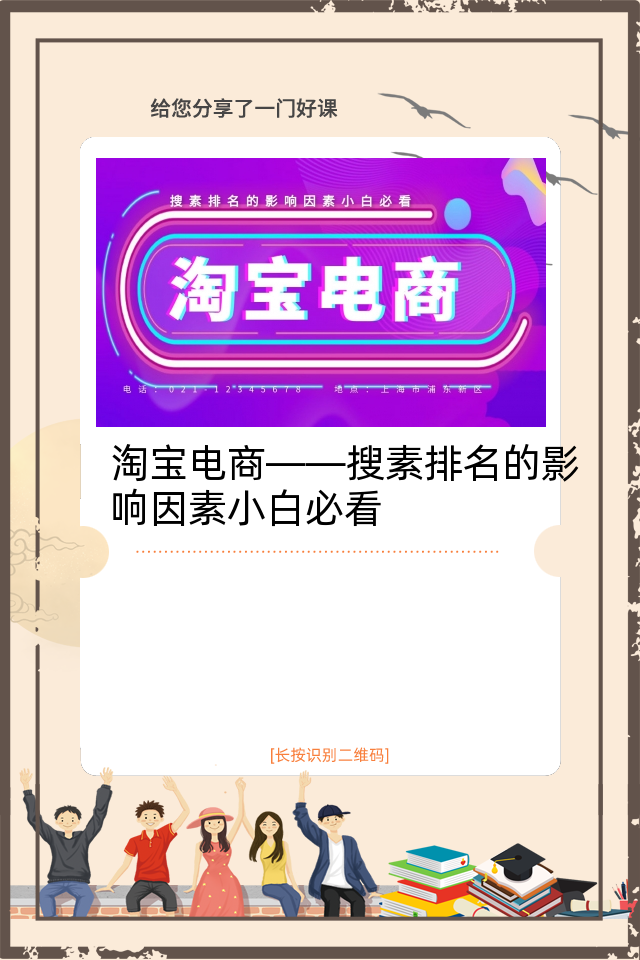 给您分享了一门好课
搜素排名的影响因素小白必看
淘宝电商
电话：021-12345678 地点：上海市浦东新区
淘宝电商——搜素排名的影
响因素小白必看
[长按识别二维码]